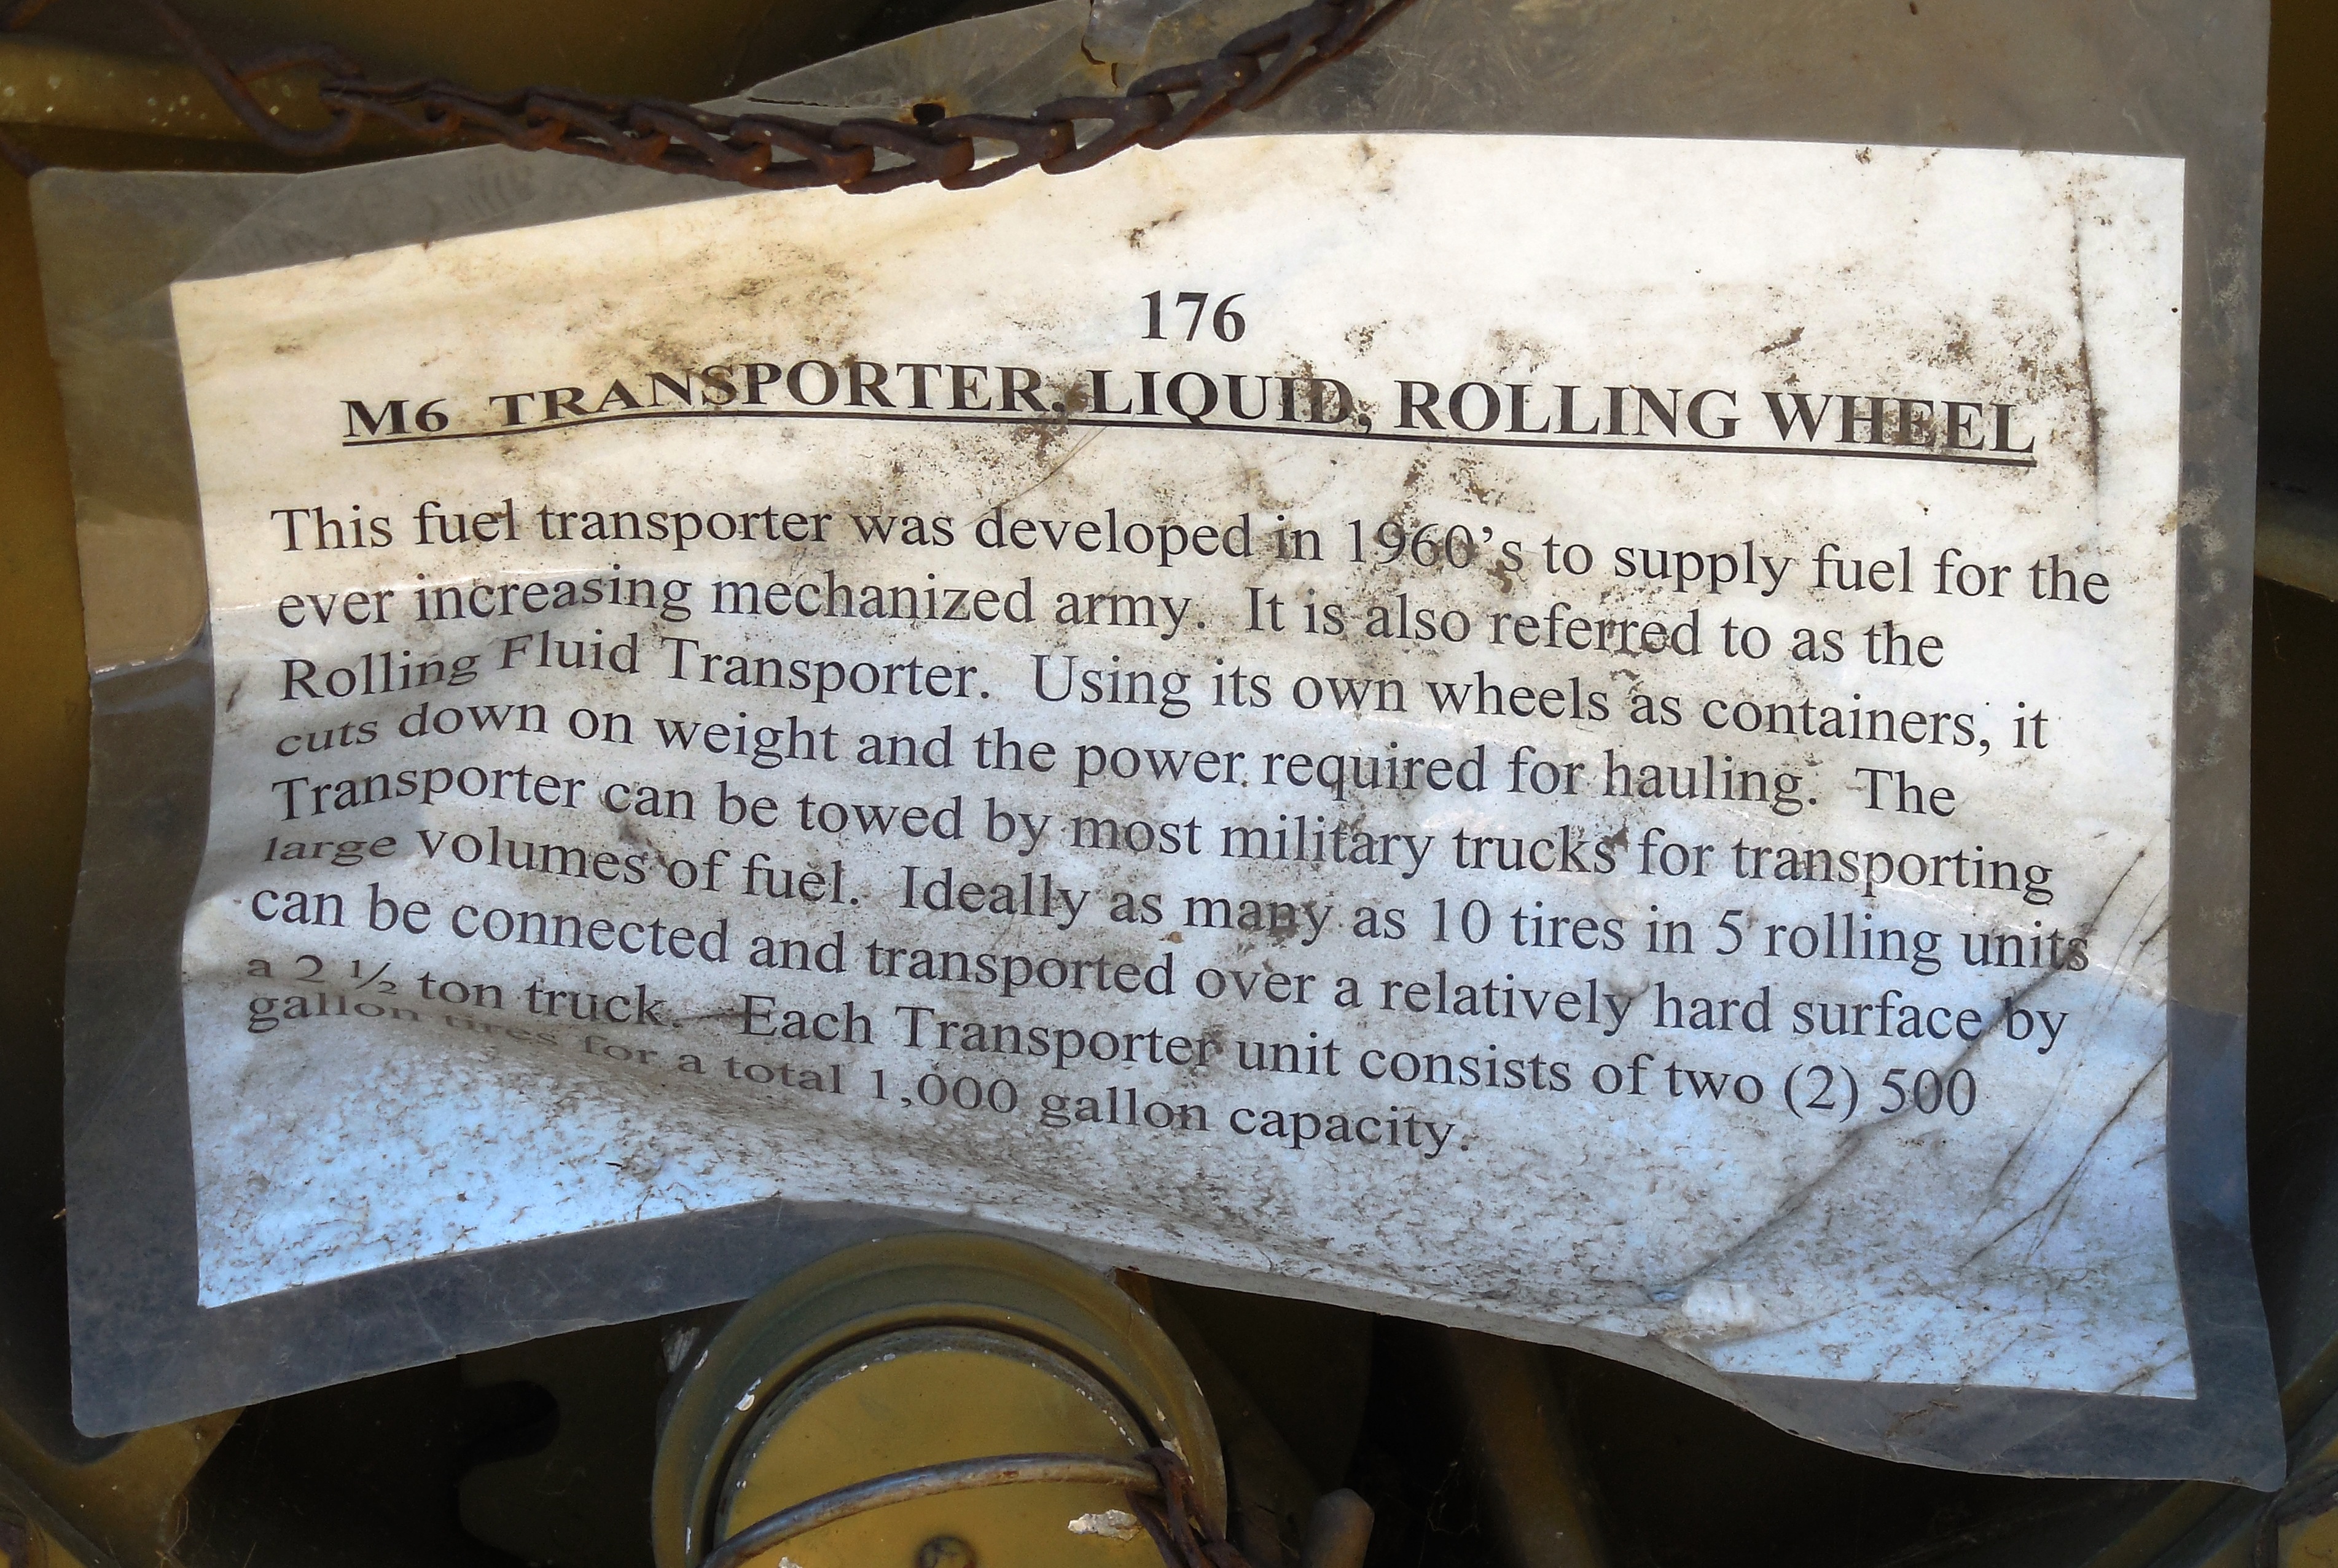 176
M6 TRANSPORTER, LIQUID, ROLLING WHEEL
This fuel transporter was developed in 1960's to supply fuel for the
ever increasing mechanized army. It is also referred to as the
Rolling Fluid Transporter. Using its own wheels as containers, it
cuts down on weight and the power required for hauling. The
Transporter can be towed by most military trucks for transporting
large volumes of fuel. Ideally as many as 10 tires in 5 rolling units
can be connected and transported over a relatively hard surface by
a 2 ½ ton truck. Each Transporter unit consists of two (2) 500
gallon tires for a total 1,000 gallon capacity.